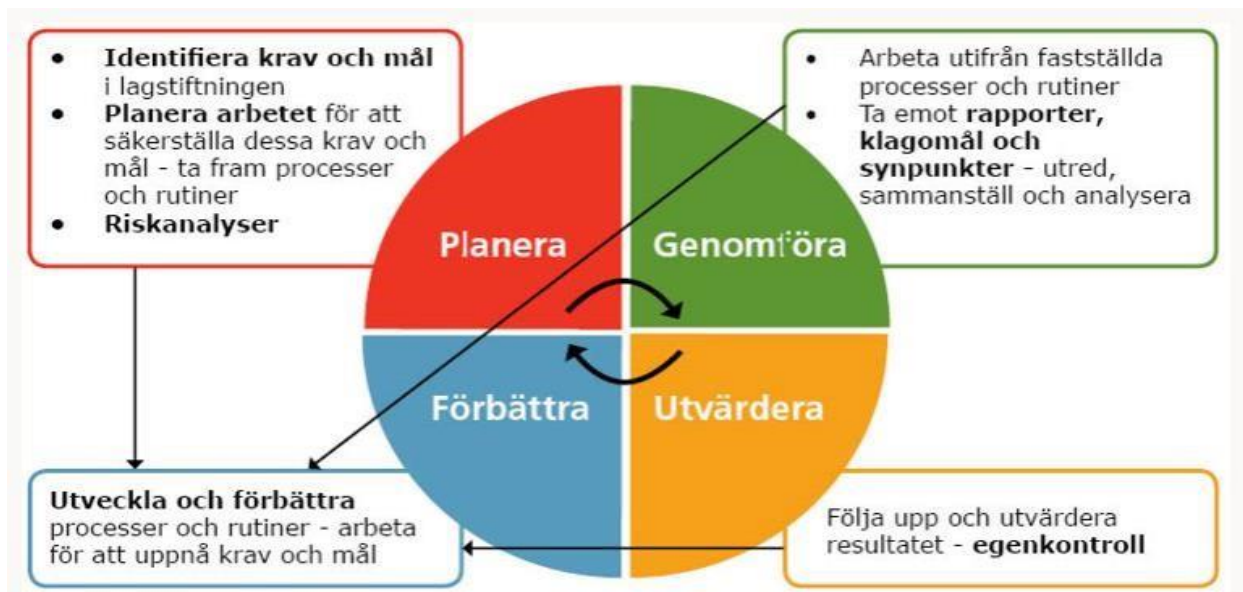 • Identifiera krav och mål
i lagstiftningen
• Planera arbetet för att
säkerställa dessa krav och
mål - ta fram processer
och rutiner
• Riskanalyser
• Arbeta utifrån fastställda
processer och rutiner
• Ta emot rapporter,
klagomål och
synpunkter – utred,
sammanställ och analysera
Planera
Genomföra
Förbättra
Utvärdera
Utveckla och förbättra
processer och rutiner - arbeta
för att uppnå krav och mål
Följa upp och utvärdera
resultatet - egenkontroll